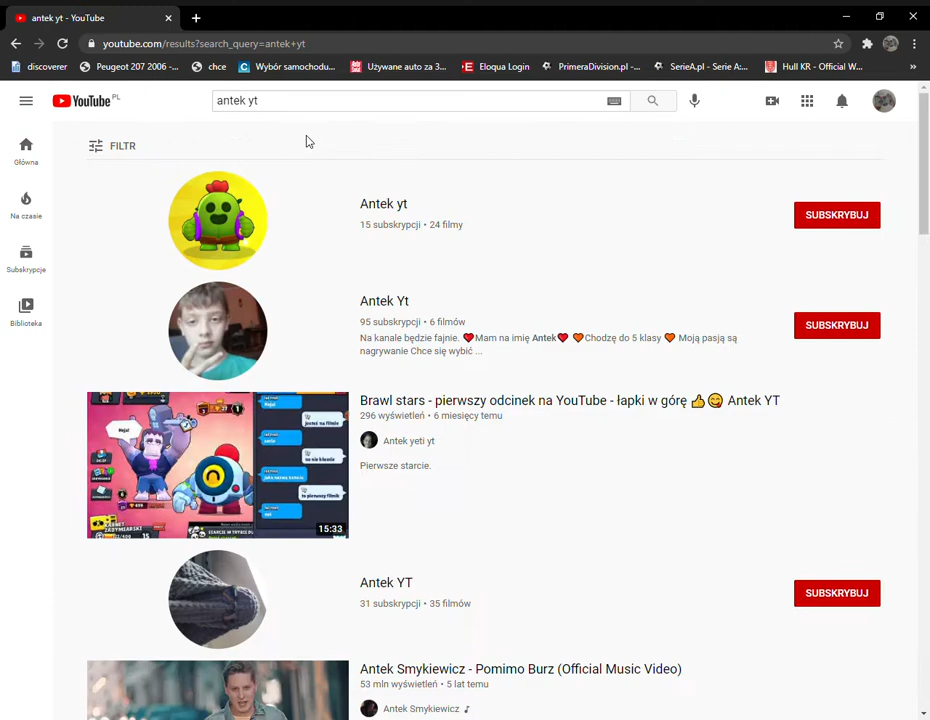 antek yt - YouTube
youtube.com/results?search_query=antek+yt
discoverer
Peugeot 207 2006 -...
chce
Wybór samochodu...
Używane auto za 3...
Eloqua Login
PrimeraDivision.pl -...
SerieA.pl - Serie A:...
Hull KR - Official W...
YouTube PL
antek yt
Główna
Na czasie
Subskrypcje
Biblioteka
FILTR
Antek yt
15 subskrypcji • 24 filmy
SUBSKRYBUJ
Antek Yt
95 subskrypcji • 6 filmów
Na kanale będzie fajnie. ❤️Mam na imię Antek❤️ 🧡Chodzę do 5 klasy 🧡 Moją pasją są
nagrywanie Chce się wybić ...
SUBSKRYBUJ
15:33
Brawl stars - pierwszy odcinek na YouTube - łapki w górę 👍😋 Antek YT
296 wyświetleń • 6 miesięcy temu
Antek yeti yt
Pierwsze starcie.
Antek YT
31 subskrypcji • 35 filmów
SUBSKRYBUJ
Antek Smykiewicz - Pomimo Burz (Official Music Video)
53 mln wyświetleń • 5 lat temu
Antek Smykiewicz